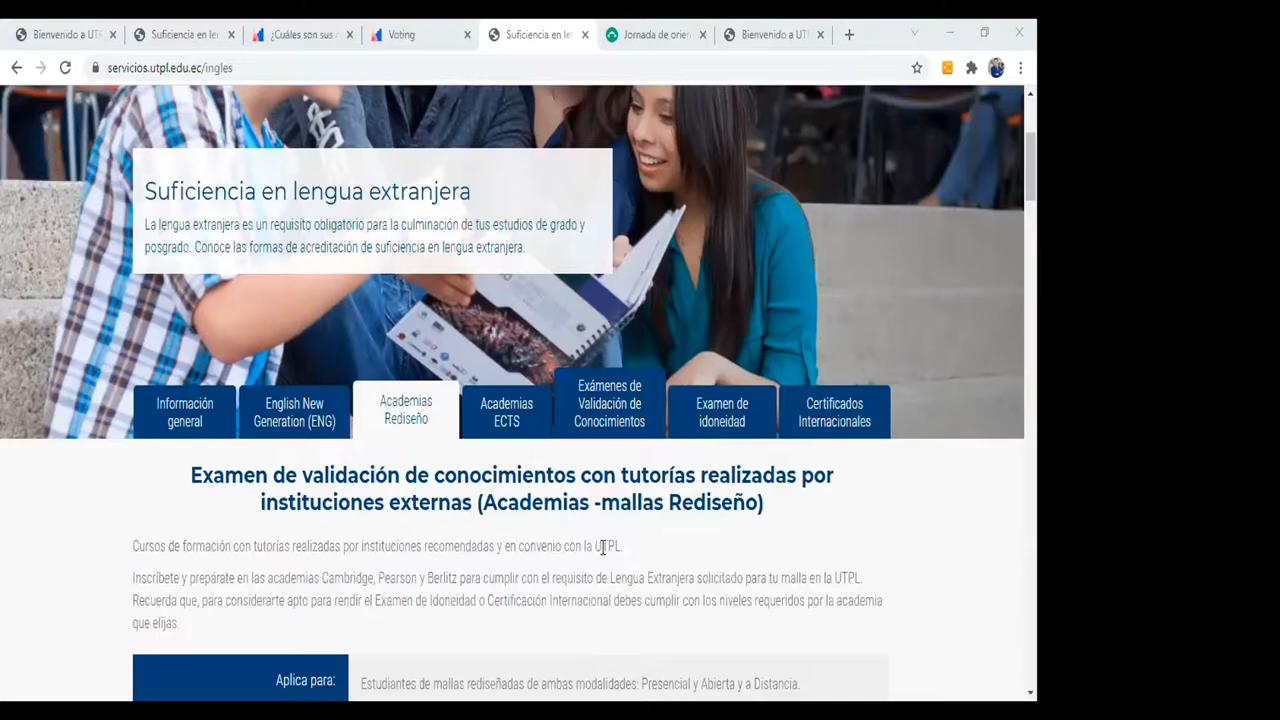 Bienvenido a UT
Suficiencia en le
¿Cuáles son sus
Voting
Suficiencia en le
Jornada de orien
Bienvenido a UT
servicios.utpl.edu.ec/ingles
Suficiencia en lengua extranjera
La lengua extranjera es un requisito obligatorio para la culminación de tus estudios de grado y
posgrado. Conoce las formas de acreditación de suficiencia en lengua extranjera.
Información
general
English New
Generation (ENG)
Academias
Rediseño
Academias
ECTS
Exámenes de
Validación de
Conocimientos
Examen de
idoneidad
Certificados
Internacionales
Examen de validación de conocimientos con tutorías realizadas por
instituciones externas (Academias -mallas Rediseño)
Cursos de formación con tutorías realizadas por instituciones recomendadas y en convenio con la UTPL.
Inscríbete y prepárate en las academias Cambridge, Pearson y Berlitz para cumplir con el requisito de Lengua Extranjera solicitado para tu malla en la UTPL.
Recuerda que, para considerarte apto para rendir el Examen de Idoneidad o Certificación Internacional debes cumplir con los niveles requeridos por la academia
que elijas.
Aplica para:
Estudiantes de mallas rediseñadas de ambas modalidades: Presencial y Abierta y a Distancia.